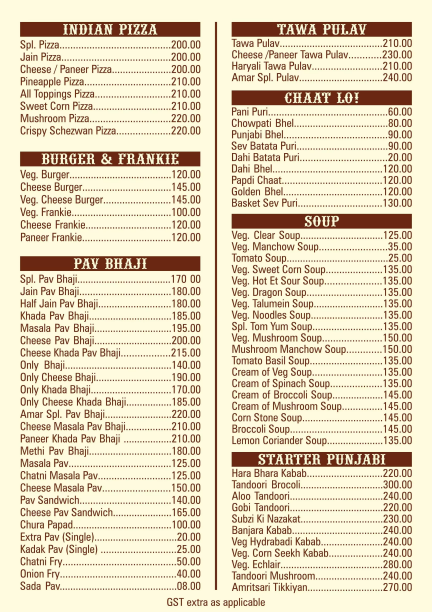 INDIAN PIZZA
Spl. Pizza..............................200.00
Jain Pizza..............................200.00
Cheese / Paneer Pizza................200.00
Pineapple Pizza........................210.00
All Toppings Pizza.....................210.00
Sweet Corn Pizza......................210.00
Mushroom Pizza.......................220.00
Crispy Schezwan Pizza...............220.00
BURGER & FRANKIE
Veg. Burger............................120.00
Cheese Burger.........................145.00
Veg. Cheese Burger...................145.00
Veg. Frankie...........................100.00
Cheese Frankie........................120.00
Paneer Frankie.........................120.00
PAV BHAJI
Spl. Pav Bhaji.........................170 00
Jain Pav Bhaji.........................180.00
Half Jain Pav Bhaji...................180.00
Khada Pav Bhaji.......................185.00
Masala Pav Bhaji......................195.00
Cheese Pav Bhaji......................200.00
Cheese Khada Pav Bhaji..............215.00
Only Bhaji.............................140.00
Only Cheese Bhaji.....................190.00
Only Khada Bhaji......................170.00
Only Cheese Khada Bhaji.............185.00
Amar Spl. Pav Bhaji..................220.00
Cheese Masala Pav Bhaji.............210.00
Paneer Khada Pav Bhaji .............210.00
Methi Pav Bhaji.......................180.00
Masala Pav.............................125.00
Chatni Masala Pav.....................125.00
Cheese Masala Pav....................150.00
Pav Sandwich..........................140.00
Cheese Pav Sandwich.................165.00
Chura Papad...........................100.00
Extra Pav (Single).....................20.00
Kadak Pav (Single) ....................25.00
Chatni Fry..............................50.00
Onion Fry...............................40.00
Sada Pav................................08.00
TAWA PULAV
Tawa Pulav.............................210.00
Cheese /Paneer Tawa Pulav...........230.00
Haryali Tawa Pulav....................210.00
Amar Spl. Pulav........................240.00
CHAAT LO!
Pani Puri................................60.00
Chowpati Bhel..........................80.00
Punjabi Bhel............................90.00
Sev Batata Puri.........................90.00
Dahi Batata Puri........................20.00
Dahi Bhel..............................120.00
Papdi Chaat............................120.00
Golden Bhel............................120.00
Basket Sev Puri........................130.00
SOUP
Veg. Clear Soup.......................125.00
Veg. Manchow Soup....................35.00
Tomato Soup............................25.00
Veg. Sweet Corn Soup.................135.00
Veg. Hot Et Sour Soup................135.00
Veg. Dragon Soup.....................135.00
Veg. Talumein Soup...................135.00
Veg. Noodles Soup....................135.00
Spl. Tom Yum Soup...................135.00
Veg. Mushroom Soup..................150.00
Mushroom Manchow Soup............150.00
Tomato Basil Soup.....................135.00
Cream of Veg Soup....................135.00
Cream of Spinach Soup................135.00
Cream of Broccoli Soup...............145.00
Cream of Mushroom Soup............145.00
Corn Stone Soup.......................145.00
Broccoli Soup..........................145.00
Lemon Coriander Soup................135.00
STARTER PUNJABI
Hara Bhara Kabab.....................220.00
Tandoori Brocoli.......................300.00
Aloo Tandoori..........................240.00
Gobi Tandoori..........................220.00
Subzi Ki Nazakat.......................230.00
Banjara Kabab..........................240.00
Veg Hydrabadi Kabab.................240.00
Veg. Corn Seekh Kabab...............240.00
Veg. Echlair............................280.00
Tandoori Mushroom...................240.00
Amritsari Tikkiyan.....................270.00
GST extra as applicable